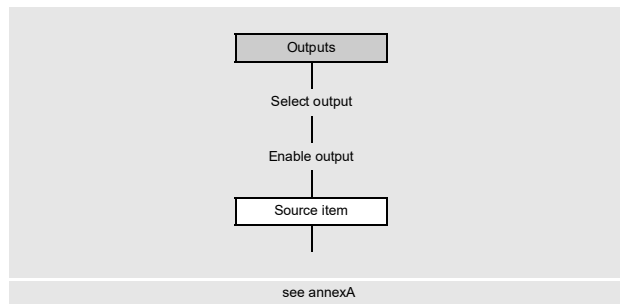 Outputs
Select output
Enable output
Source item
see annexA